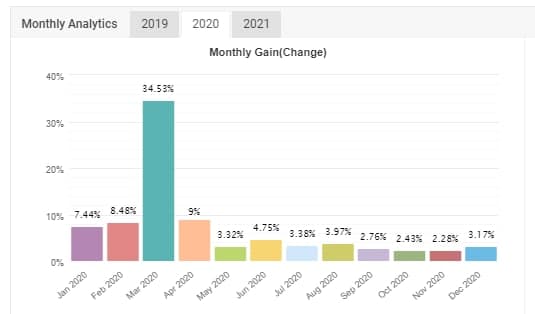 Monthly Analytics 2019 2020 2021
Monthly Gain(Change)
40%
30%
20%
10%
0%
7.44% 8.48% 34.53% 9% 3.32% 4.75% 3.38% 3.97% 2.76% 2.43% 2.28% 3.17%
Jan 2020 Feb 2020 Mar 2020 Apr 2020 May 2020 Jun 2020 Jul 2020 Aug 2020 Sep 2020 Oct 2020 Nov 2020 Dec 2020